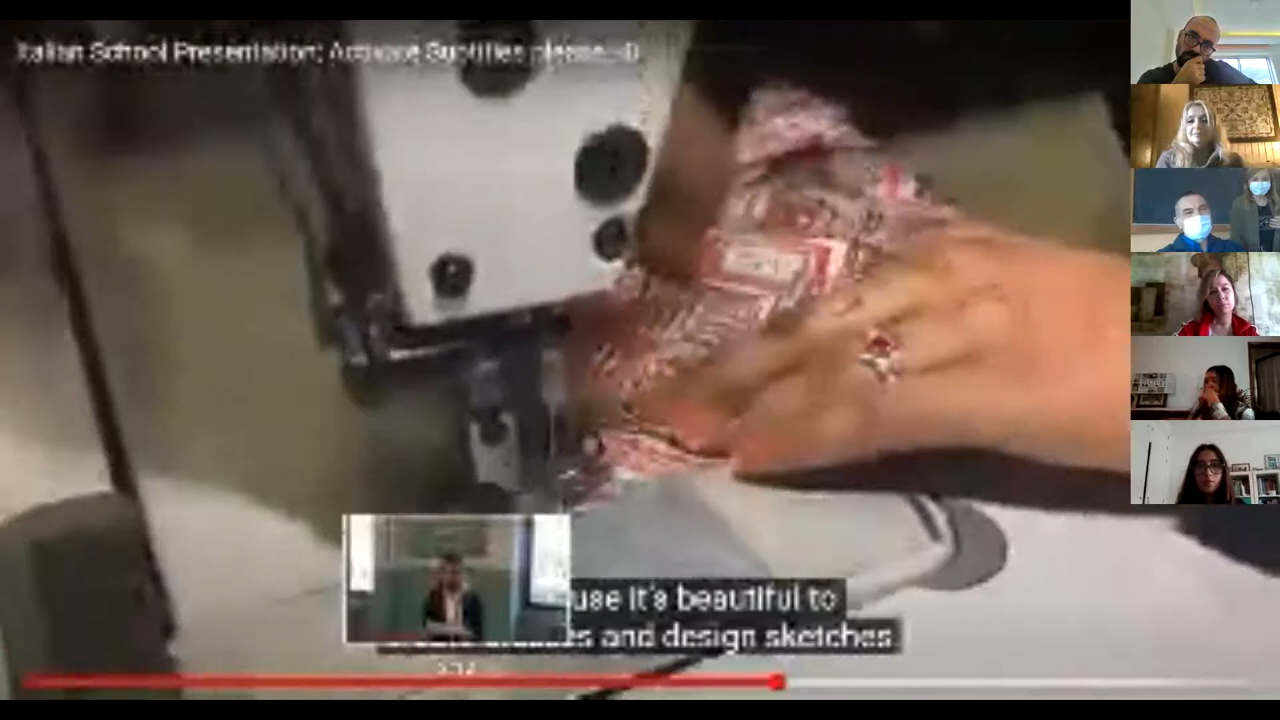 Italian School Presentation: Activate Subtitles please :-D
use it's beautiful to
and design sketches